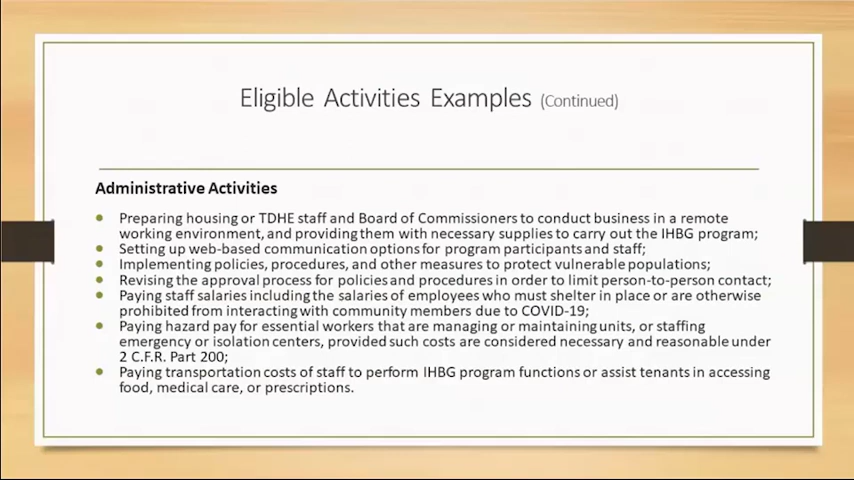 Eligible Activities Examples (Continued)
Administrative Activities
Preparing housing or TDHE staff and Board of Commissioners to conduct business in a remote
working environment, and providing them with necessary supplies to carry out the IHBG program;
Setting up web-based communication options for program participants and staff;
Implementing policies, procedures, and other measures to protect vulnerable populations;
Revising the approval process for policies and procedures in order to limit person-to-person contact;
Paying staff salaries including the salaries of employees who must shelter in place or are otherwise
prohibited from interacting with community members due to COVID-19;
Paying hazard pay for essential workers that are managing or maintaining units, or staffing
emergency or isolation centers, provided such costs are considered necessary and reasonable under
2 C.F.R. Part 200;
Paying transportation costs of staff to perform IHBG program functions or assist tenants in accessing
food, medical care, or prescriptions.